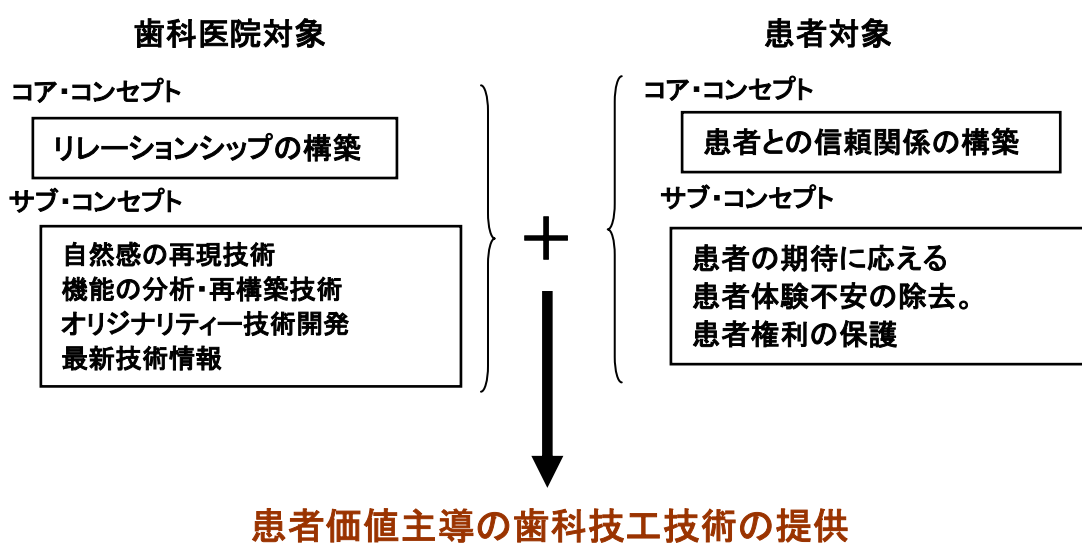 歯科医院対象
コア・コンセプト
リレーションシップの構築
サブ・コンセプト
自然感の再現技術
機能の分析・再構築技術
オリジナリティー技術開発
最新技術情報
+
患者対象
コア・コンセプト
患者との信頼関係の構築
サブ・コンセプト
患者の期待に応える
患者体験不安の除去。
患者権利の保護
患者価値主導の歯科技工技術の提供